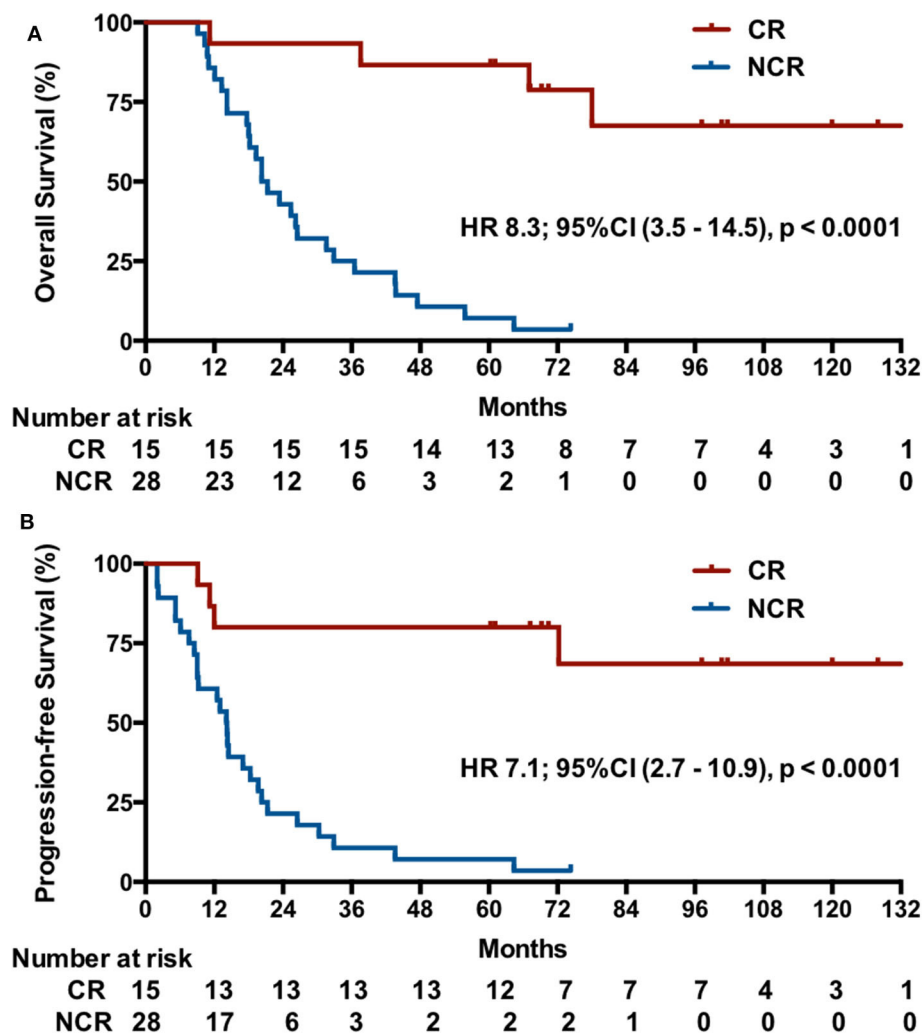 A
Overall Survival (%)
100
75
50
25
0
CR
NCR
HR 8.3; 95%CI (3.5 - 14.5), p < 0.0001
0 12 24 36 48 60 72 84 96 108 120 132
Months
Number at risk
CR 15 15 15 15 14 13 8 7 7 4 3 1
NCR 28 23 12 6 3 2 1 0 0 0 0 0
B
Progression-free Survival (%)
100
75
50
25
0
CR
NCR
HR 7.1; 95%CI (2.7 - 10.9), p < 0.0001
0 12 24 36 48 60 72 84 96 108 120 132
Months
Number at risk
CR 15 13 13 13 13 12 7 7 7 4 3 1
NCR 28 17 6 3 2 2 2 1 0 0 0 0